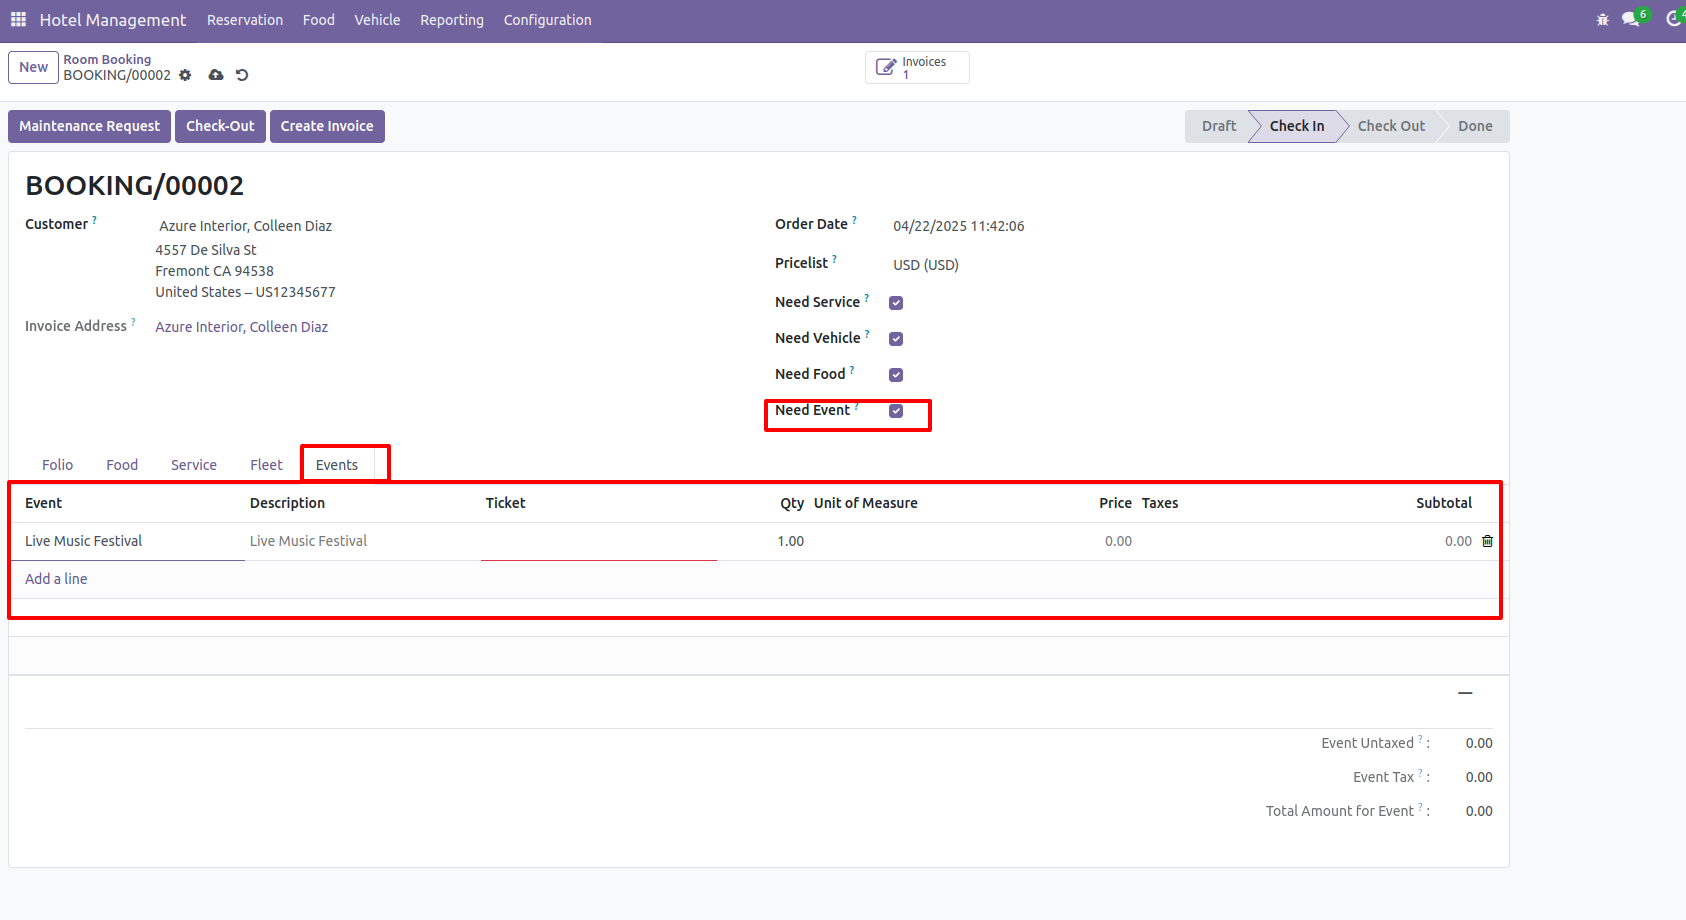 Hotel Management Reservation Food Vehicle Reporting Configuration 6 4
New Room Booking
BOOKING/00002
Invoices
1
Maintenance Request Check-Out Create Invoice Draft Check In Check Out Done
BOOKING/00002
Customer ? Azure Interior, Colleen Diaz
4557 De Silva St
Fremont CA 94538
United States – US12345677
Invoice Address ? Azure Interior, Colleen Diaz
Order Date ? 04/22/2025 11:42:06
Pricelist ? USD (USD)
Need Service ?
Need Vehicle ?
Need Food ?
Need Event ?
Folio Food Service Fleet Events
Event Description Ticket Qty Unit of Measure Price Taxes Subtotal
Live Music Festival Live Music Festival 1.00 0.00 0.00
Add a line
Event Untaxed ? : 0.00
Event Tax ? : 0.00
Total Amount for Event ? : 0.00